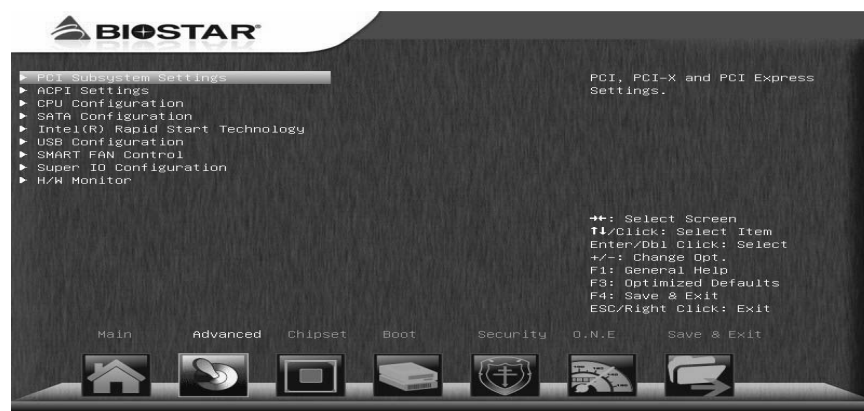 BIOSTAR
► PCI Subsystem Settings
► ACPI Settings
► CPU Configuration
► SATA Configuration
► Intel(R) Rapid Start Technology
► USB Configuration
► SMART FAN Control
► Super IO Configuration
► H/W Monitor
PCI, PCI-X and PCI Express
Settings.
→←: Select Screen
↑↓/Click: Select Item
Enter/Dbl Click: Select
+/-: Change Opt.
F1: General Help
F3: Optimized Defaults
F4: Save & Exit
ESC/Right Click: Exit
Main Advanced Chipset Boot Security O.N.E Save & Exit